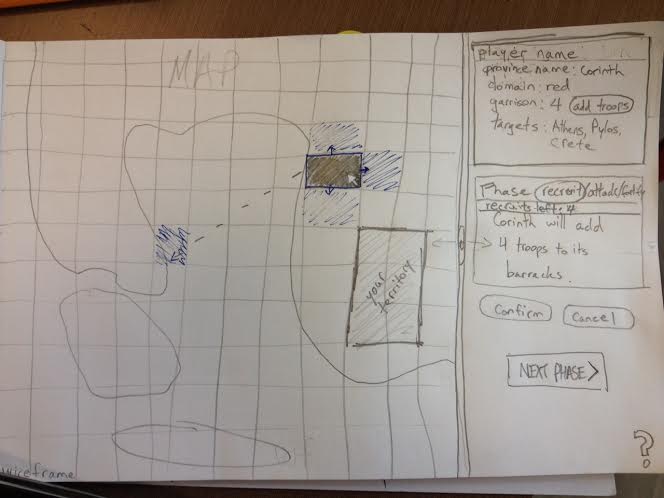 MAP
your
territory
wireframe
player name:
province name: Corinth
domain: red
garrison: 4 add troops
targets: Athens, Pylos,
Crete
Phase recruit/attack/fortify
recruits left: 4
Corinth will add
4 troops to its
barracks.
Confirm Cancel
NEXT PHASE>
?